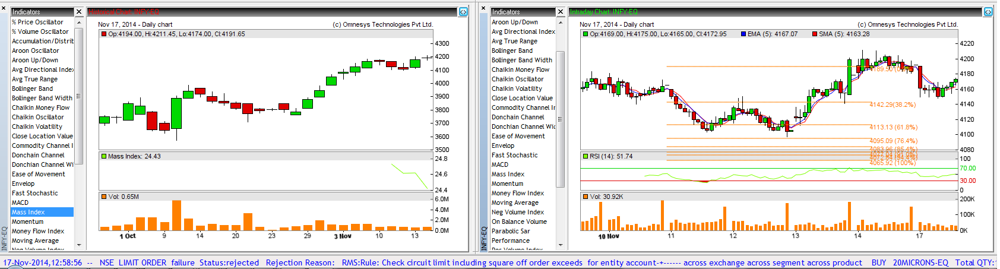 Indicators
% Price Oscillator
% Volume Oscillator
Accumulation/Distrib
Aroon Oscillator
Aroon Up/Down
Avg Directional Index
Avg True Range
Bollinger Band
Bollinger Band Width
Chaikin Money Flow
Chaikin Oscillator
Chaikin Volatility
Close Location Value
Commodity Channel I
Donchain Channel
Donchian Channel Wi
Ease of Movement
Envelop
Fast Stochastic
MACD
Mass Index
Momentum
Money Flow Index
Moving Average
Neg Volume Index
INFY-EQ
Historical Chart: INFY-EQ
Nov 17, 2014 - Daily chart
(c) Omnesys Technologies Pvt Ltd.
Op:4194.00, Hi:4211.45, Lo:4174.00, Cl:4191.65
4300
4200
4100
4000
3900
3800
3700
3600
3500
Mass Index: 24.43
24.8
24.6
24.4
Vol: 0.65M
6.0M
4.0M
2.0M
0.0M
1 Oct 9 14 20 23 29 3 Nov 10 13
Indicators
Aroon Up/Down
Avg Directional Index
Avg True Range
Bollinger Band
Bollinger Band Width
Chaikin Money Flow
Chaikin Oscillator
Chaikin Volatility
Close Location Value
Commodity Channel Ir
Donchain Channel
Donchian Channel Wic
Ease of Movement
Envelop
Fast Stochastic
MACD
Mass Index
Momentum
Money Flow Index
Moving Average
Neg Volume Index
On Balance Volume
Parabolic Sar
Performance
Pos Volume Index
INFY-EQ
Intraday Chart: INFY-EQ
Nov 17, 2014 - Daily chart
(c) Omnesys Technologies Pvt Ltd.
Op:4169.00, Hi:4175.00, Lo:4165.00, Cl:4172.95 EMA (5): 4167.07 SMA (5): 4163.28
4220
4200
4180
4160
4140
4120
4100
4080
4142.29(38.2%)
4113.13 (61.8%)
4095.09 (76.4%)
4083.96 (85.4%)
4065.92 (100%)
RSI (14): 51.74
100
70.00
30.00
0
Vol: 30.92K
200K
100K
0K
10 Nov 11 12 13 14 17
17-Nov-2014,12:58:56 -- NSE LIMIT ORDER failure Status:rejected Rejection Reason: RMS:Rule: Check circuit limit including square off order exceeds for entity account-+------ across exchange across segment across product BUY 20MICRONS-EQ Total QTY: